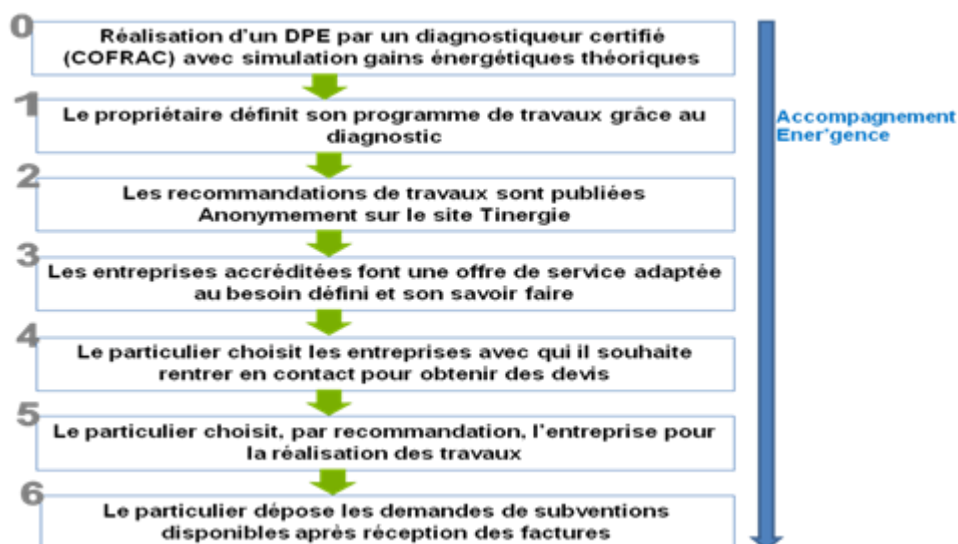 0
Réalisation d'un DPE par un diagnostiqueur certifié
(COFRAC) avec simulation gains énergétiques théoriques
1
Le propriétaire définit son programme de travaux grâce au
diagnostic
2
Les recommandations de travaux sont publiées
Anonymement sur le site Tinergie
3
Les entreprises accréditées font une offre de service adaptée
au besoin défini et son savoir faire
4
Le particulier choisit les entreprises avec qui il souhaite
rentrer en contact pour obtenir des devis
5
Le particulier choisit, par recommandation, l'entreprise pour
la réalisation des travaux
6
Le particulier dépose les demandes de subventions
disponibles après réception des factures
Accompagnement
Ener'gence